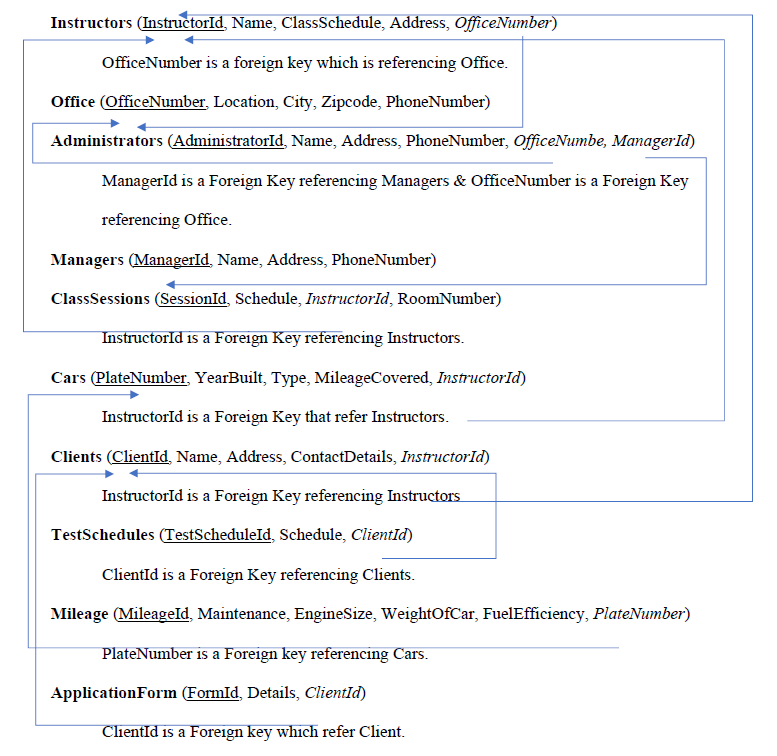 Instructors (InstructorId, Name, ClassSchedule, Address, OfficeNumber)
OfficeNumber is a foreign key which is referencing Office.
Office (OfficeNumber, Location, City, Zipcode, PhoneNumber)
Administrators (AdministratorId, Name, Address, PhoneNumber, OfficeNumbe, ManagerId)
ManagerId is a Foreign Key referencing Managers & OfficeNumber is a Foreign Key
referencing Office.
Managers (ManagerId, Name, Address, PhoneNumber)
ClassSessions (SessionId, Schedule, InstructorId, RoomNumber)
InstructorId is a Foreign Key referencing Instructors.
Cars (PlateNumber, YearBuilt, Type, MileageCovered, InstructorId)
InstructorId is a Foreign Key that refer Instructors.
Clients (ClientId, Name, Address, ContactDetails, InstructorId)
InstructorId is a Foreign Key referencing Instructors
TestSchedules (TestScheduleId, Schedule, ClientId)
ClientId is a Foreign Key referencing Clients.
Mileage (MileageId, Maintenance, EngineSize, WeightOfCar, FuelEfficiency, PlateNumber)
PlateNumber is a Foreign key referencing Cars.
ApplicationForm (FormId, Details, ClientId)
ClientId is a Foreign key which refer Client.